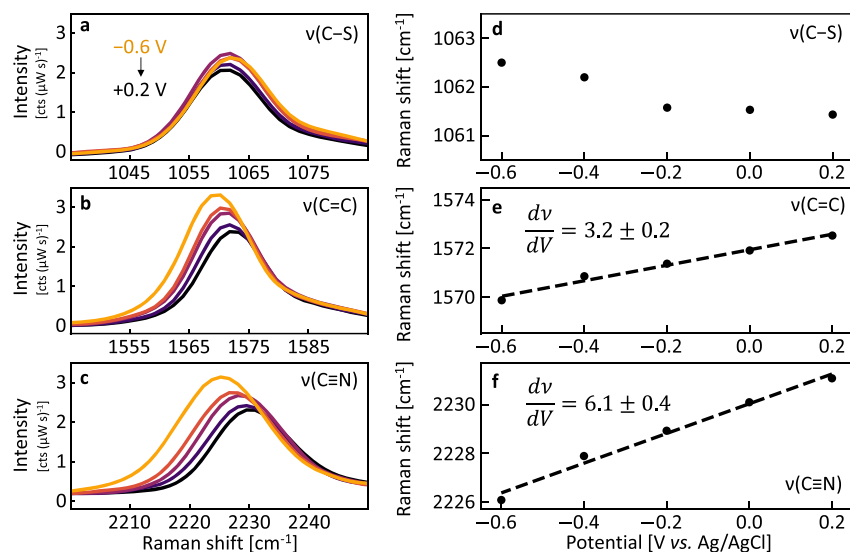 a
ν(C−S)
−0.6 V
+0.2 V
Intensity
[cts (μW s)⁻¹]
3
2
1
0
1045 1055 1065 1075
b
ν(C=C)
Intensity
[cts (μW s)⁻¹]
3
2
1
0
1555 1565 1575 1585
c
ν(C≡N)
Intensity
[cts (μW s)⁻¹]
3
2
1
0
2210 2220 2230 2240
Raman shift [cm⁻¹]
d
ν(C−S)
Raman shift [cm⁻¹]
1063
1062
1061
−0.6 −0.4 −0.2 0.0 0.2
e
ν(C=C)
dν/dV = 3.2 ± 0.2
Raman shift [cm⁻¹]
1574
1572
1570
−0.6 −0.4 −0.2 0.0 0.2
f
dν/dV = 6.1 ± 0.4
ν(C≡N)
Raman shift [cm⁻¹]
2230
2228
2226
−0.6 −0.4 −0.2 0.0 0.2
Potential [V vs. Ag/AgCl]